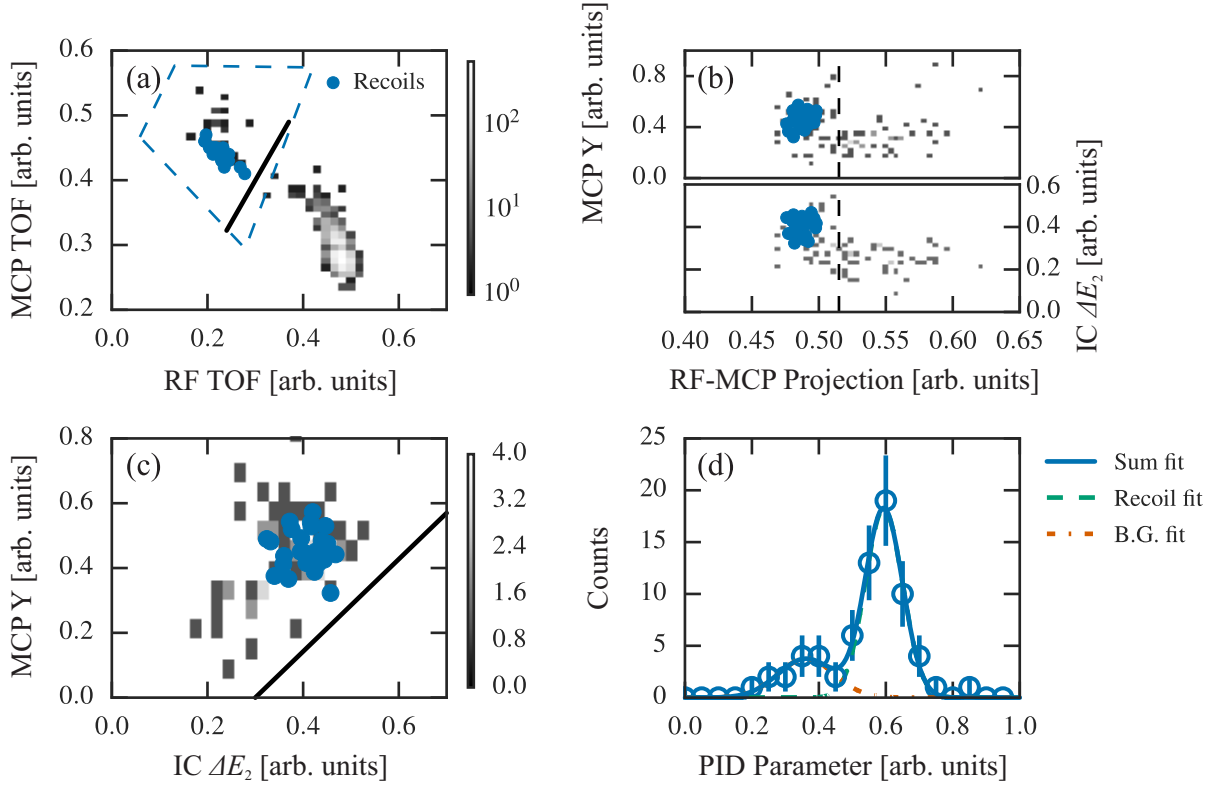 (a)
Recoils
MCP TOF [arb. units]
0.6
0.5
0.4
0.3
0.2
0.0 0.2 0.4 0.6
RF TOF [arb. units]
10²
10¹
10⁰
(b)
MCP Y [arb. units]
0.8
0.4
0.0
IC ΔE₂ [arb. units]
0.6
0.4
0.2
0.0
0.40 0.45 0.50 0.55 0.60 0.65
RF-MCP Projection [arb. units]
(c)
MCP Y [arb. units]
0.8
0.6
0.4
0.2
0.0
0.0 0.2 0.4 0.6
IC ΔE₂ [arb. units]
4.0
3.2
2.4
1.6
0.8
0.0
(d)
Counts
25
20
15
10
5
0
0.0 0.2 0.4 0.6 0.8 1.0
PID Parameter [arb. units]
Sum fit
Recoil fit
B.G. fit